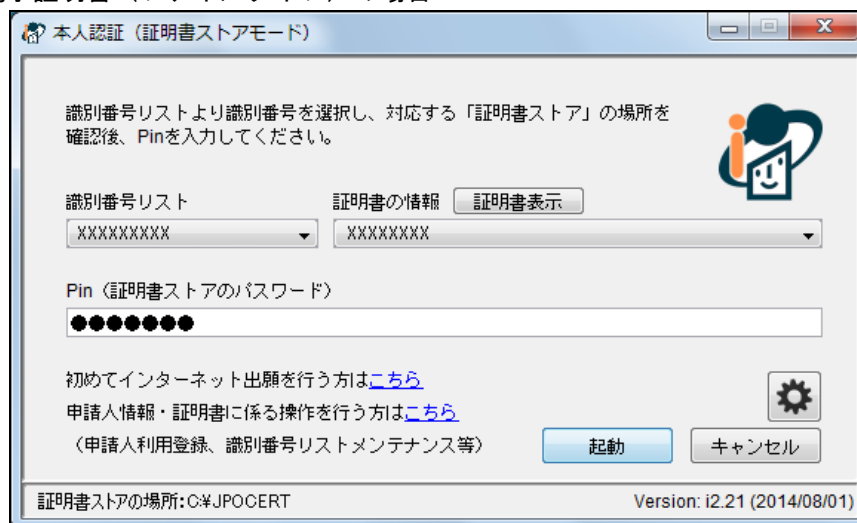 本人認証（証明書ストアモード）
識別番号リストより識別番号を選択し、対応する「証明書ストア」の場所を
確認後、Pinを入力してください。
識別番号リスト
証明書の情報
証明書表示
XXXXXXXXX
XXXXXXXX
Pin（証明書ストアのパスワード）
初めてインターネット出願を行う方はこちら
申請人情報・証明書に係る操作を行う方はこちら
（申請人利用登録、識別番号リストメンテナンス等）
起動
キャンセル
証明書ストアの場所:C:¥JPOCERT
Version: i2.21 (2014/08/01)